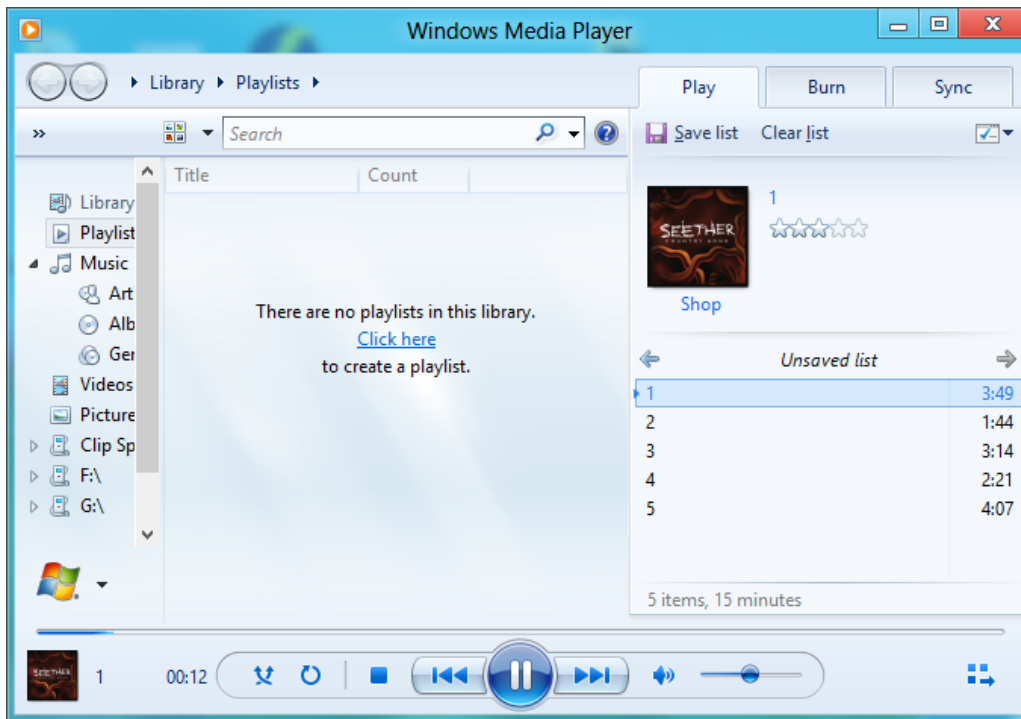 Windows Media Player
Library Playlists
Play Burn Sync
» Search
Save list Clear list
Title Count
Library
Playlist
Music
Art
Alb
Ger
Videos
Picture
Clip Sp
F:\
G:\
There are no playlists in this library.
Click here
to create a playlist.
SEETHER
COUNTRY SONG
1
Shop
Unsaved list
1 3:49
2 1:44
3 3:14
4 2:21
5 4:07
5 items, 15 minutes
SEETHER
1 00:12